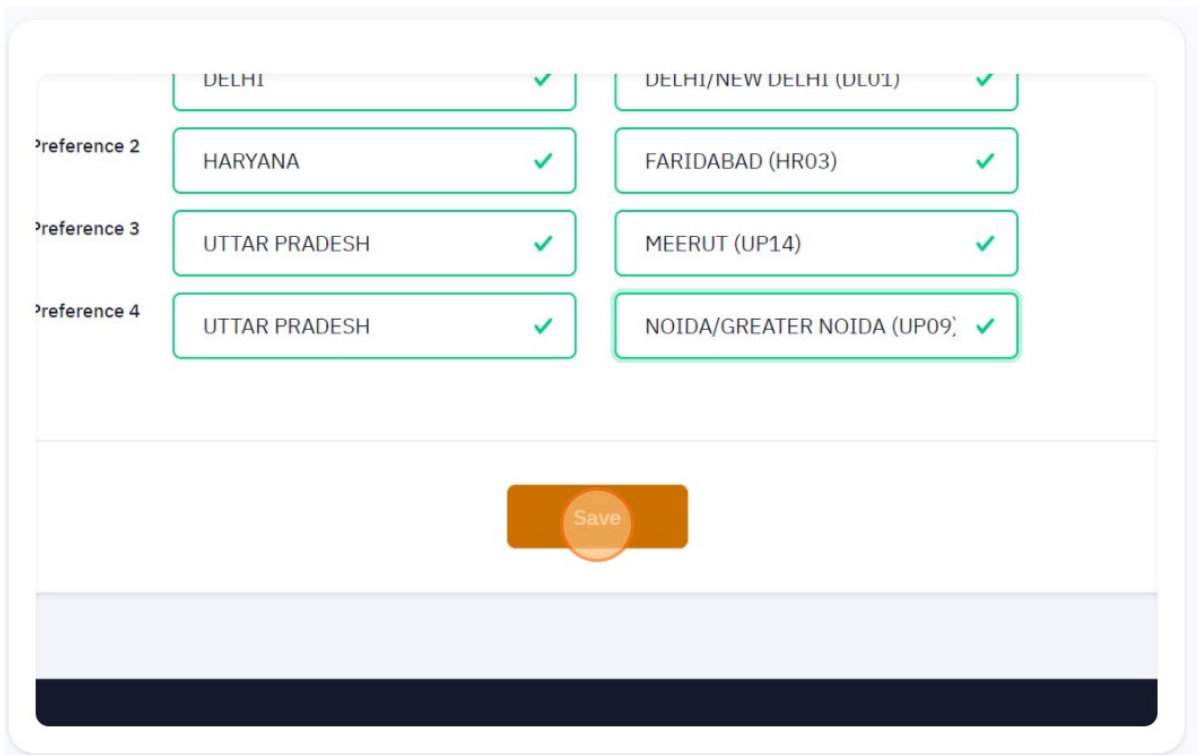 DELHI DELHI/NEW DELHI (DL01)
Preference 2 HARYANA FARIDABAD (HR03)
Preference 3 UTTAR PRADESH MEERUT (UP14)
Preference 4 UTTAR PRADESH NOIDA/GREATER NOIDA (UP09)
Save